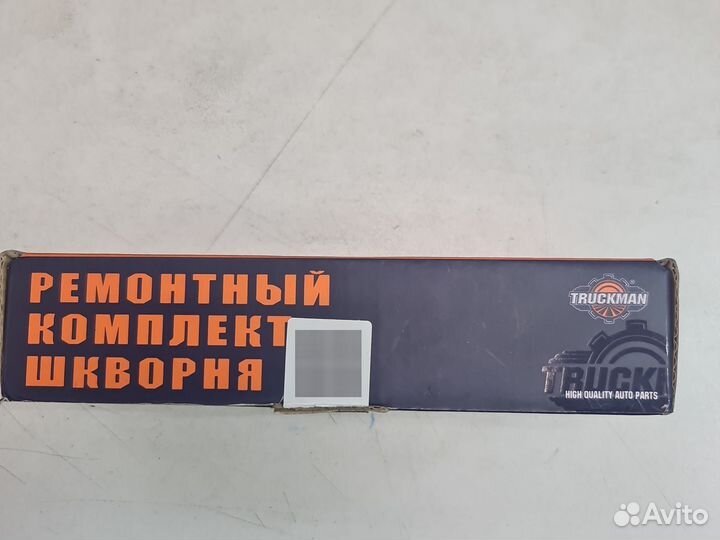 РЕМОНТНЫЙ
КОМПЛЕКТ
ШКВОРНЯ
TRUCKMAN
HIGH QUALITY AUTO PARTS
Avito